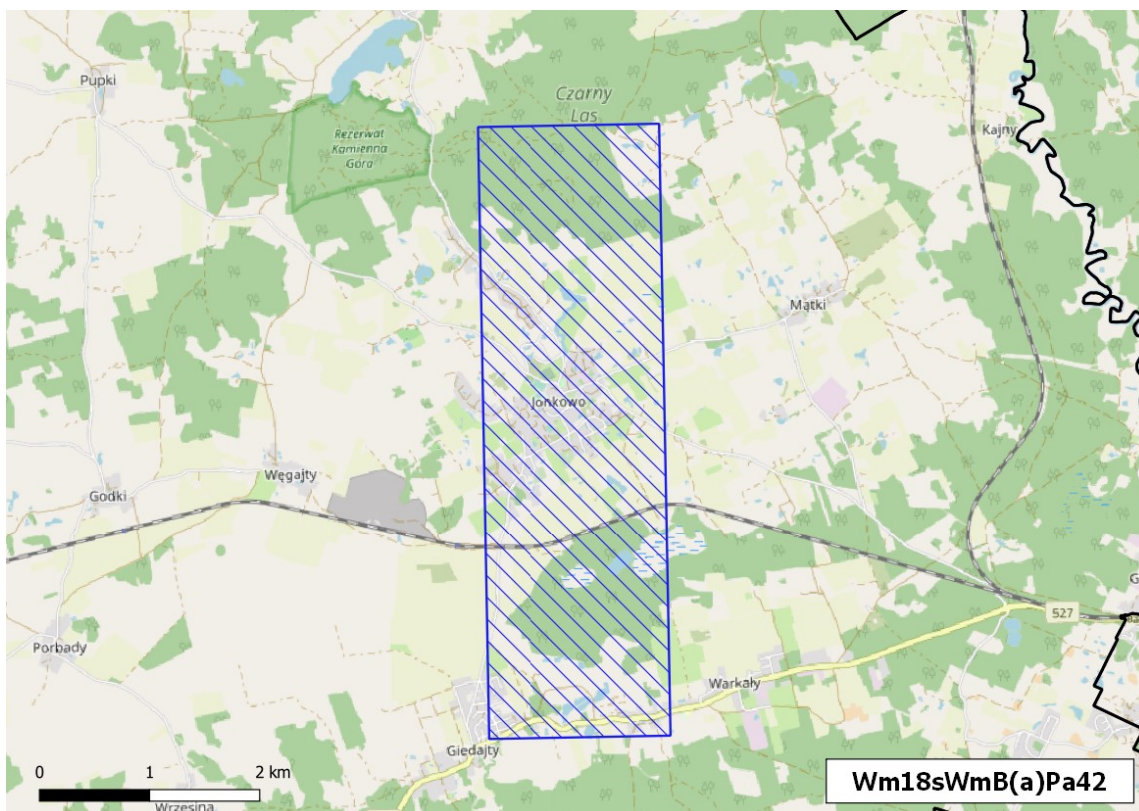 Pupki
Czarny
Las
Rezerwat
Kamienna
Góra
Kajny
Mątki
Jonkowo
Węgajty
Godki
527
G
Porbady
Warkały
Giedajty
0 1 2 km
Wrzesina
Wm18sWmB(a)Pa42